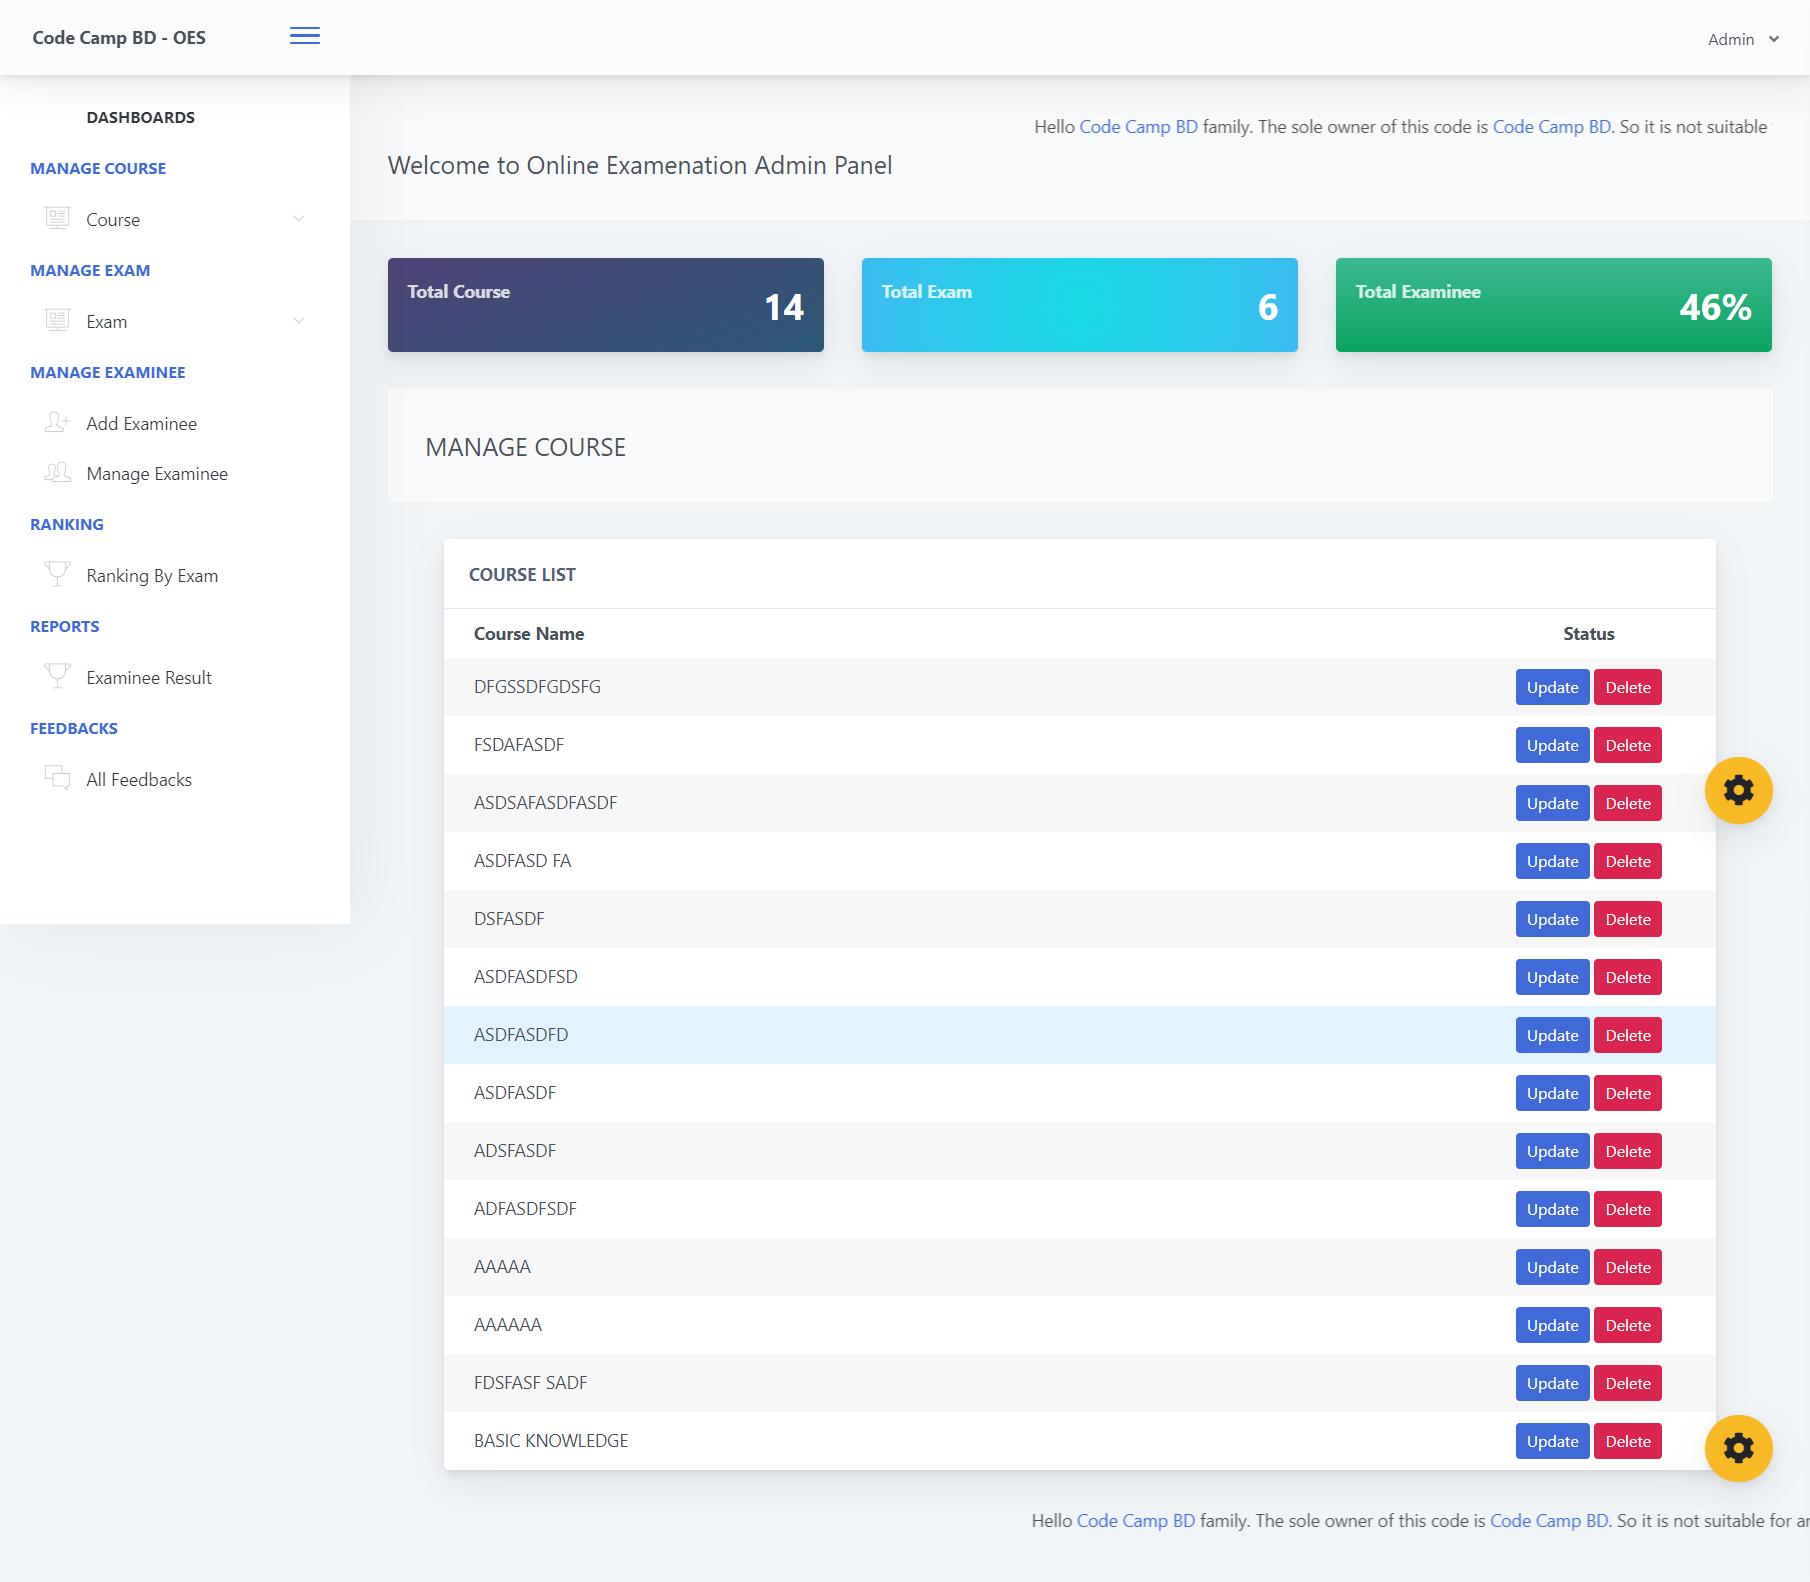 Code Camp BD - OES
Admin
DASHBOARDS
MANAGE COURSE
Course
MANAGE EXAM
Exam
MANAGE EXAMINEE
Add Examinee
Manage Examinee
RANKING
Ranking By Exam
REPORTS
Examinee Result
FEEDBACKS
All Feedbacks
Hello Code Camp BD family. The sole owner of this code is Code Camp BD. So it is not suitable
Welcome to Online Examenation Admin Panel
Total Course
14
Total Exam
6
Total Examinee
46%
MANAGE COURSE
COURSE LIST
Course Name Status
DFGSSDFGDSFG Update Delete
FSDAFASDF Update Delete
ASDSAFASDFASDF Update Delete
ASDFASD FA Update Delete
DSFASDF Update Delete
ASDFASDFSD Update Delete
ASDFASDFD Update Delete
ASDFASDF Update Delete
ADSFASDF Update Delete
ADFASDFSDF Update Delete
AAAAA Update Delete
AAAAAA Update Delete
FDSFASF SADF Update Delete
BASIC KNOWLEDGE Update Delete
Hello Code Camp BD family. The sole owner of this code is Code Camp BD. So it is not suitable for